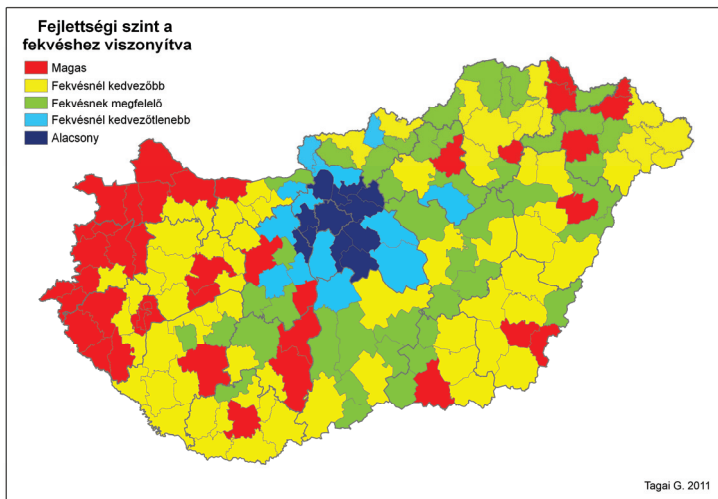 Fejlettségi szint a
fekvéshez viszonyítva
Magas
Fekvésnél kedvezőbb
Fekvésnek megfelelő
Fekvésnél kedvezőtlenebb
Alacsony
Tagai G. 2011